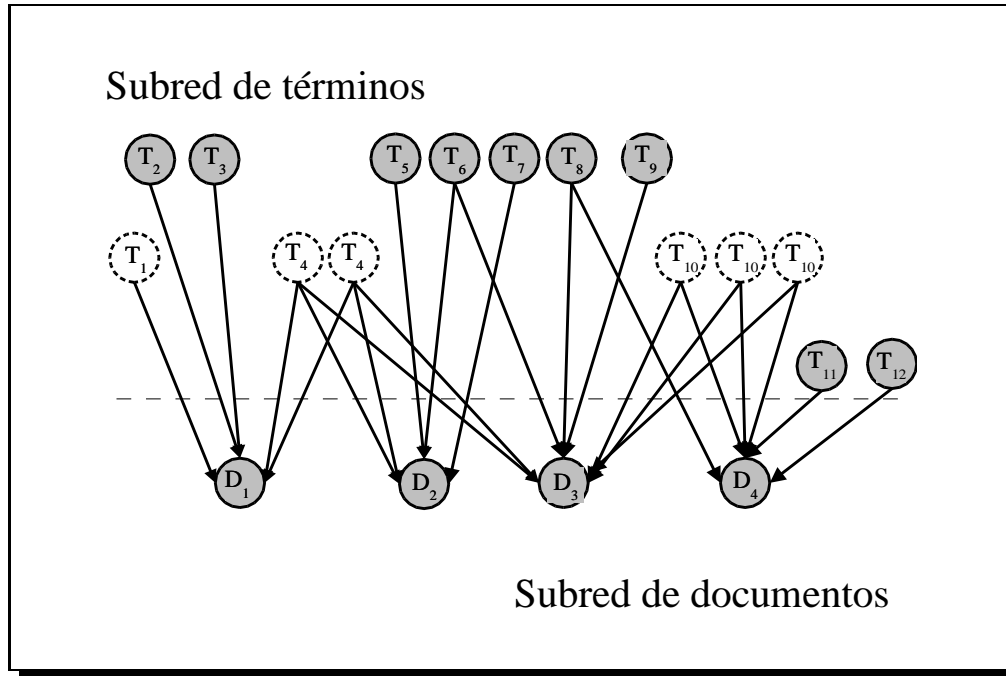 Subred de términos
T2 T3 T5 T6 T7 T8 T9
T1 T4 T4 T10 T10 T10
T11 T12
D1 D2 D3 D4
Subred de documentos